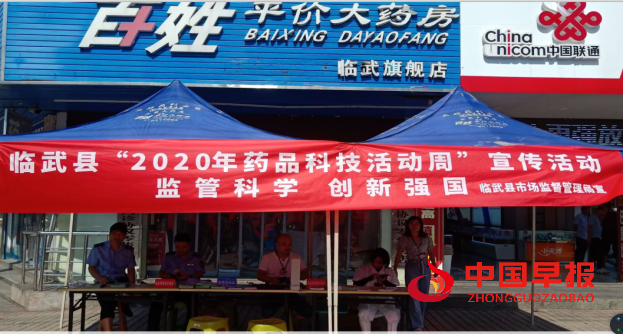 百姓平价大药房
BAIXING DAYAOFANG
临武旗舰店
China
unicom中国联通
临武县“2020年药品科技活动周”宣传活动
监管科学 创新强国 临武县市场监督管理局宣
中国早报
ZHONGGUOZAOBAO